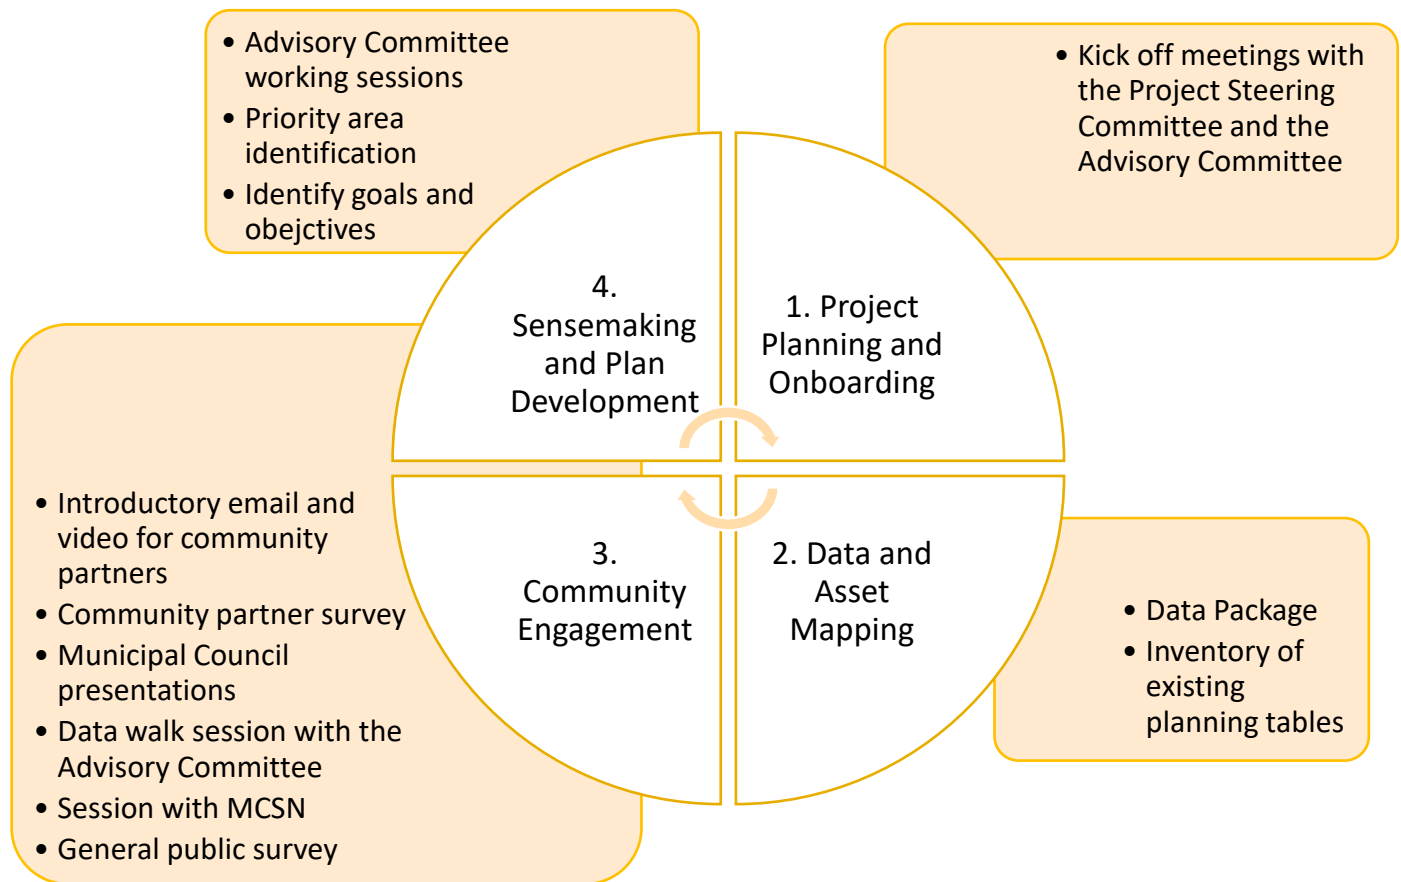 • Advisory Committee
working sessions
• Priority area
identification
• Identify goals and
obejctives
• Kick off meetings with
the Project Steering
Committee and the
Advisory Committee
4.
Sensemaking
and Plan
Development
1. Project
Planning and
Onboarding
3.
Community
Engagement
2. Data and
Asset
Mapping
• Introductory email and
video for community
partners
• Community partner survey
• Municipal Council
presentations
• Data walk session with the
Advisory Committee
• Session with MCSN
• General public survey
• Data Package
• Inventory of
existing
planning tables